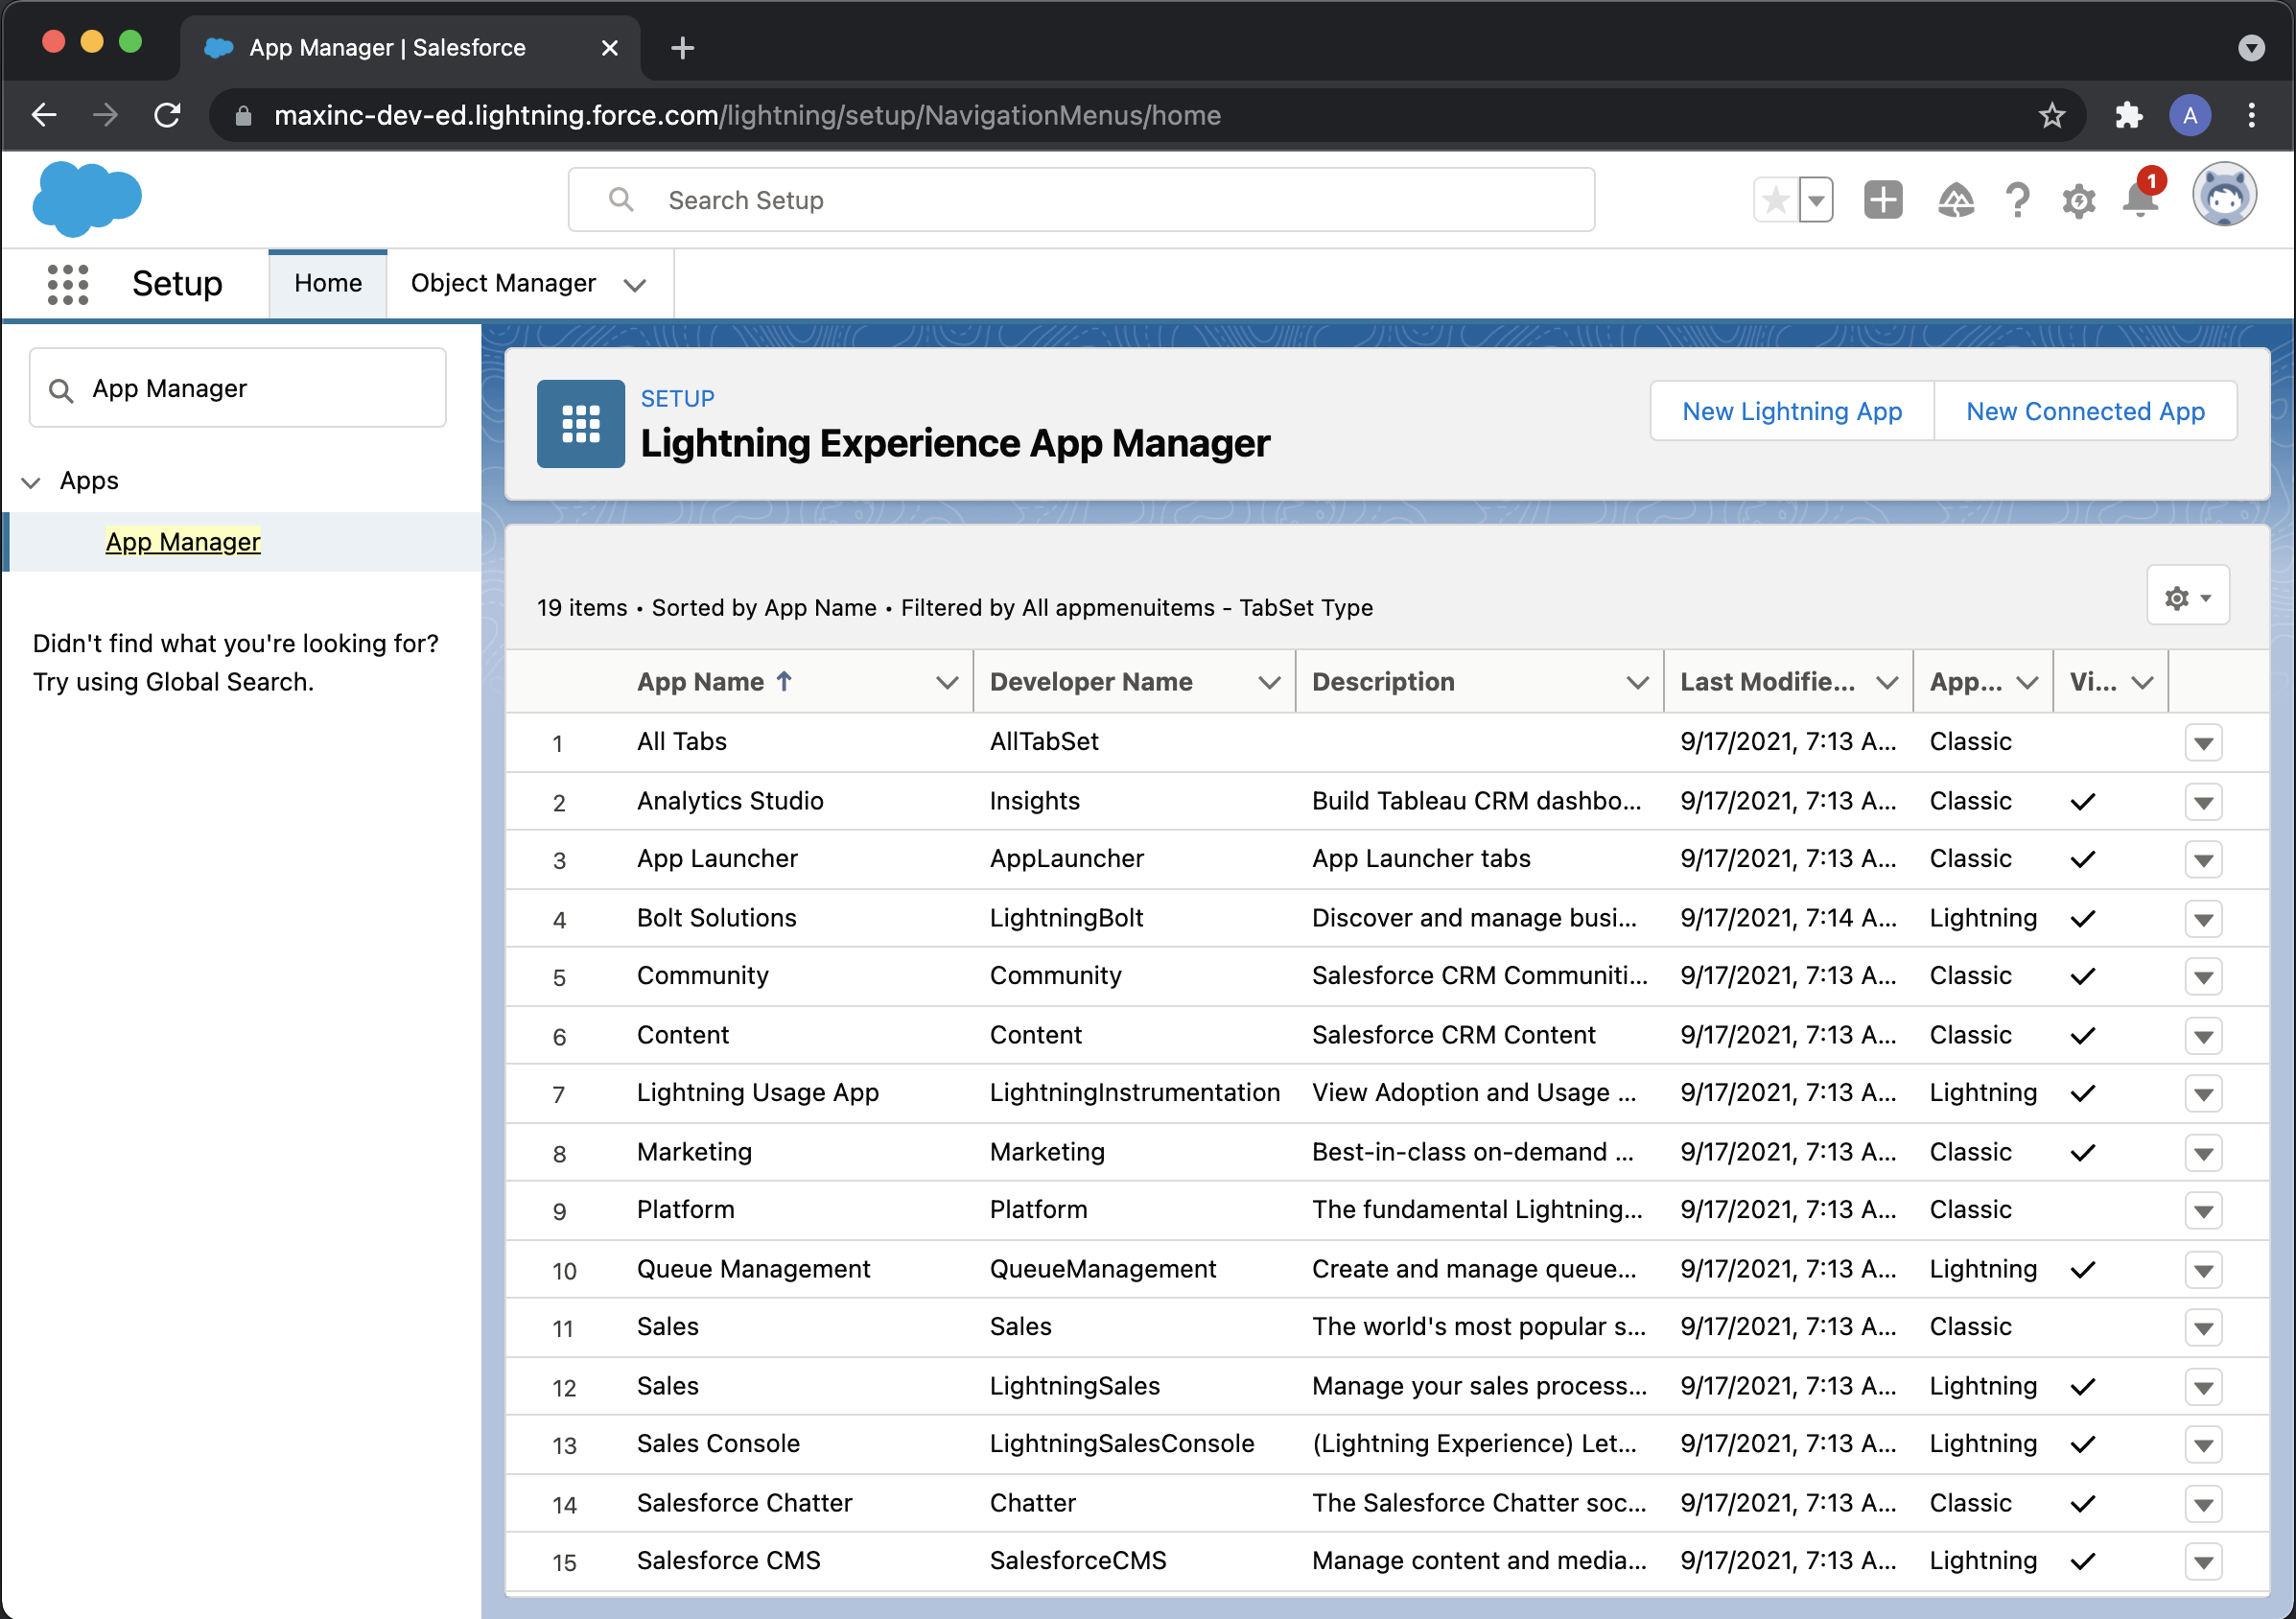 App Manager | Salesforce
maxinc-dev-ed.lightning.force.com/lightning/setup/NavigationMenus/home
A
Search Setup
1
Setup
Home
Object Manager
App Manager
Apps
App Manager
Didn't find what you're looking for?
Try using Global Search.
SETUP
Lightning Experience App Manager
New Lightning App
New Connected App
19 items • Sorted by App Name • Filtered by All appmenuitems - TabSet Type
App Name Developer Name Description Last Modifie... App... Vi...
1 All Tabs AllTabSet 9/17/2021, 7:13 A... Classic
2 Analytics Studio Insights Build Tableau CRM dashbo... 9/17/2021, 7:13 A... Classic
3 App Launcher AppLauncher App Launcher tabs 9/17/2021, 7:13 A... Classic
4 Bolt Solutions LightningBolt Discover and manage busi... 9/17/2021, 7:14 A... Lightning
5 Community Community Salesforce CRM Communiti... 9/17/2021, 7:13 A... Classic
6 Content Content Salesforce CRM Content 9/17/2021, 7:13 A... Classic
7 Lightning Usage App LightningInstrumentation View Adoption and Usage ... 9/17/2021, 7:13 A... Lightning
8 Marketing Marketing Best-in-class on-demand ... 9/17/2021, 7:13 A... Classic
9 Platform Platform The fundamental Lightning... 9/17/2021, 7:13 A... Classic
10 Queue Management QueueManagement Create and manage queue... 9/17/2021, 7:13 A... Lightning
11 Sales Sales The world's most popular s... 9/17/2021, 7:13 A... Classic
12 Sales LightningSales Manage your sales process... 9/17/2021, 7:13 A... Lightning
13 Sales Console LightningSalesConsole (Lightning Experience) Let... 9/17/2021, 7:13 A... Lightning
14 Salesforce Chatter Chatter The Salesforce Chatter soc... 9/17/2021, 7:13 A... Classic
15 Salesforce CMS SalesforceCMS Manage content and media... 9/17/2021, 7:13 A... Lightning